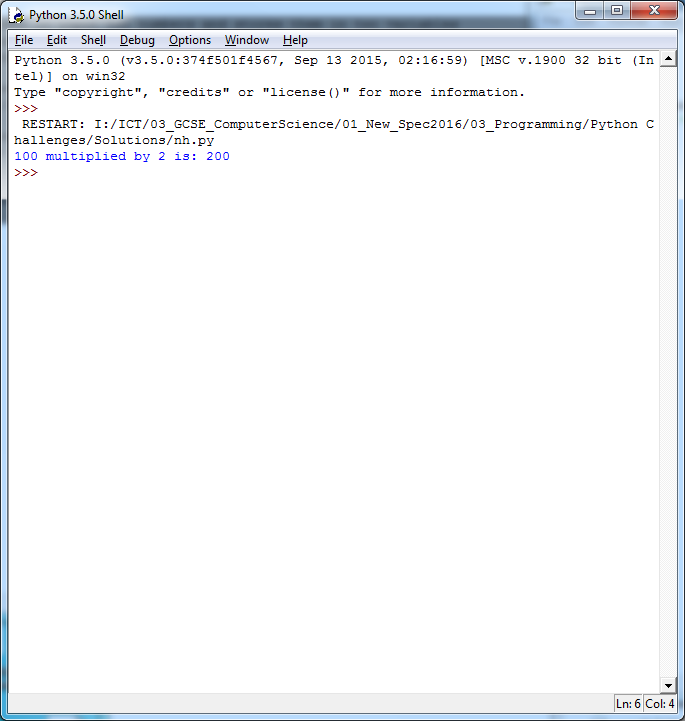 Python 3.5.0 Shell
File Edit Shell Debug Options Window Help
Python 3.5.0 (v3.5.0:374f501f4567, Sep 13 2015, 02:16:59) [MSC v.1900 32 bit (In
tel)] on win32
Type "copyright", "credits" or "license()" for more information.
>>>
 RESTART: I:/ICT/03_GCSE_ComputerScience/01_New_Spec2016/03_Programming/Python C
hallenges/Solutions/nh.py
100 multiplied by 2 is: 200
>>>
Ln: 6 Col: 4